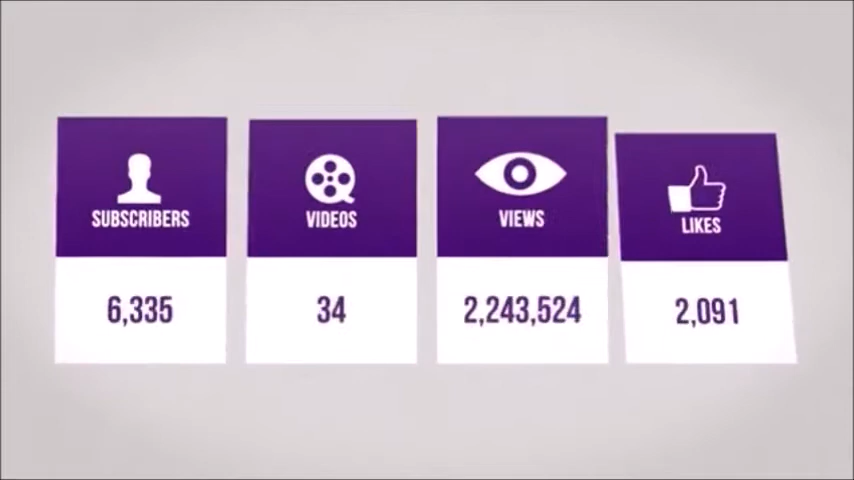 SUBSCRIBERS
6,335
VIDEOS
34
VIEWS
2,243,524
LIKES
2,091